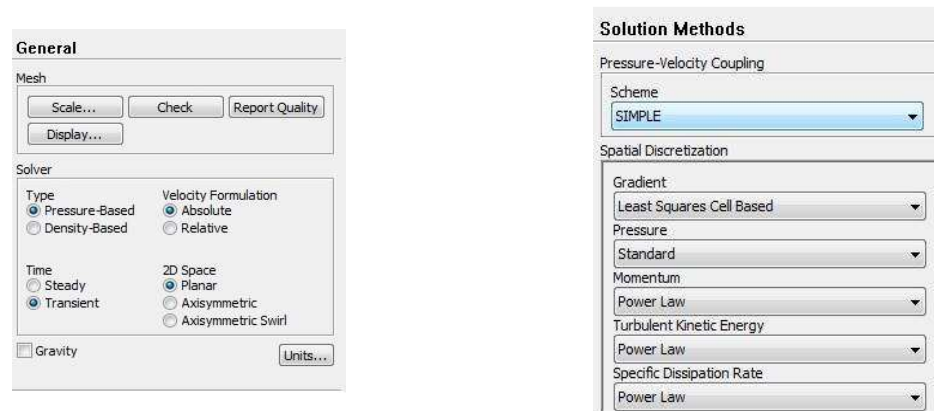 General
Mesh
Scale... Check Report Quality
Display...
Solver
Type Velocity Formulation
Pressure-Based Absolute
Density-Based Relative
Time 2D Space
Steady Planar
Transient Axisymmetric
Axisymmetric Swirl
Gravity Units...
Solution Methods
Pressure-Velocity Coupling
Scheme
SIMPLE
Spatial Discretization
Gradient
Least Squares Cell Based
Pressure
Standard
Momentum
Power Law
Turbulent Kinetic Energy
Power Law
Specific Dissipation Rate
Power Law